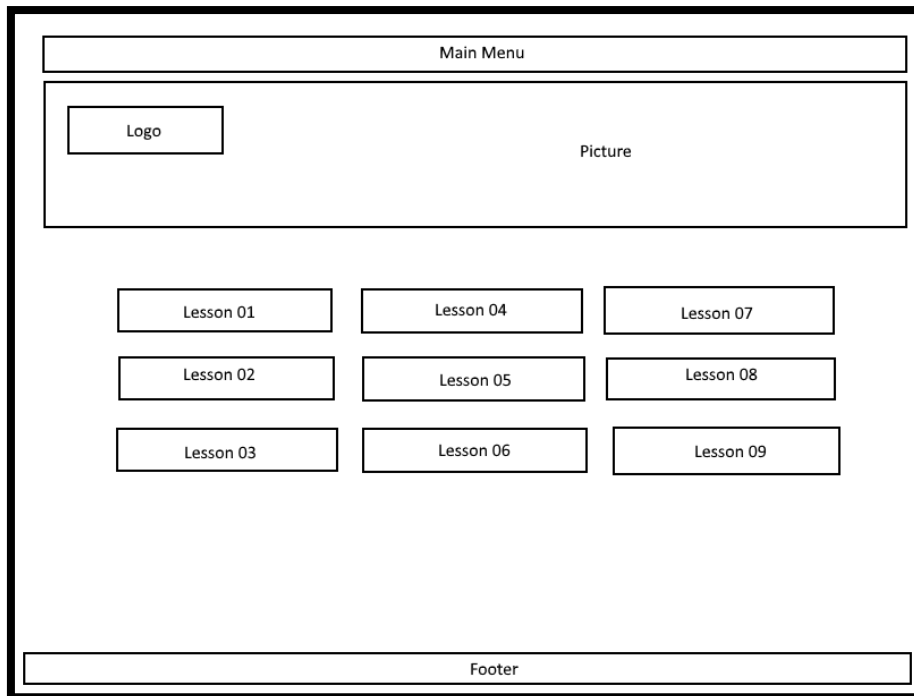 Main Menu
Logo
Picture
Lesson 01
Lesson 04
Lesson 07
Lesson 02
Lesson 05
Lesson 08
Lesson 03
Lesson 06
Lesson 09
Footer